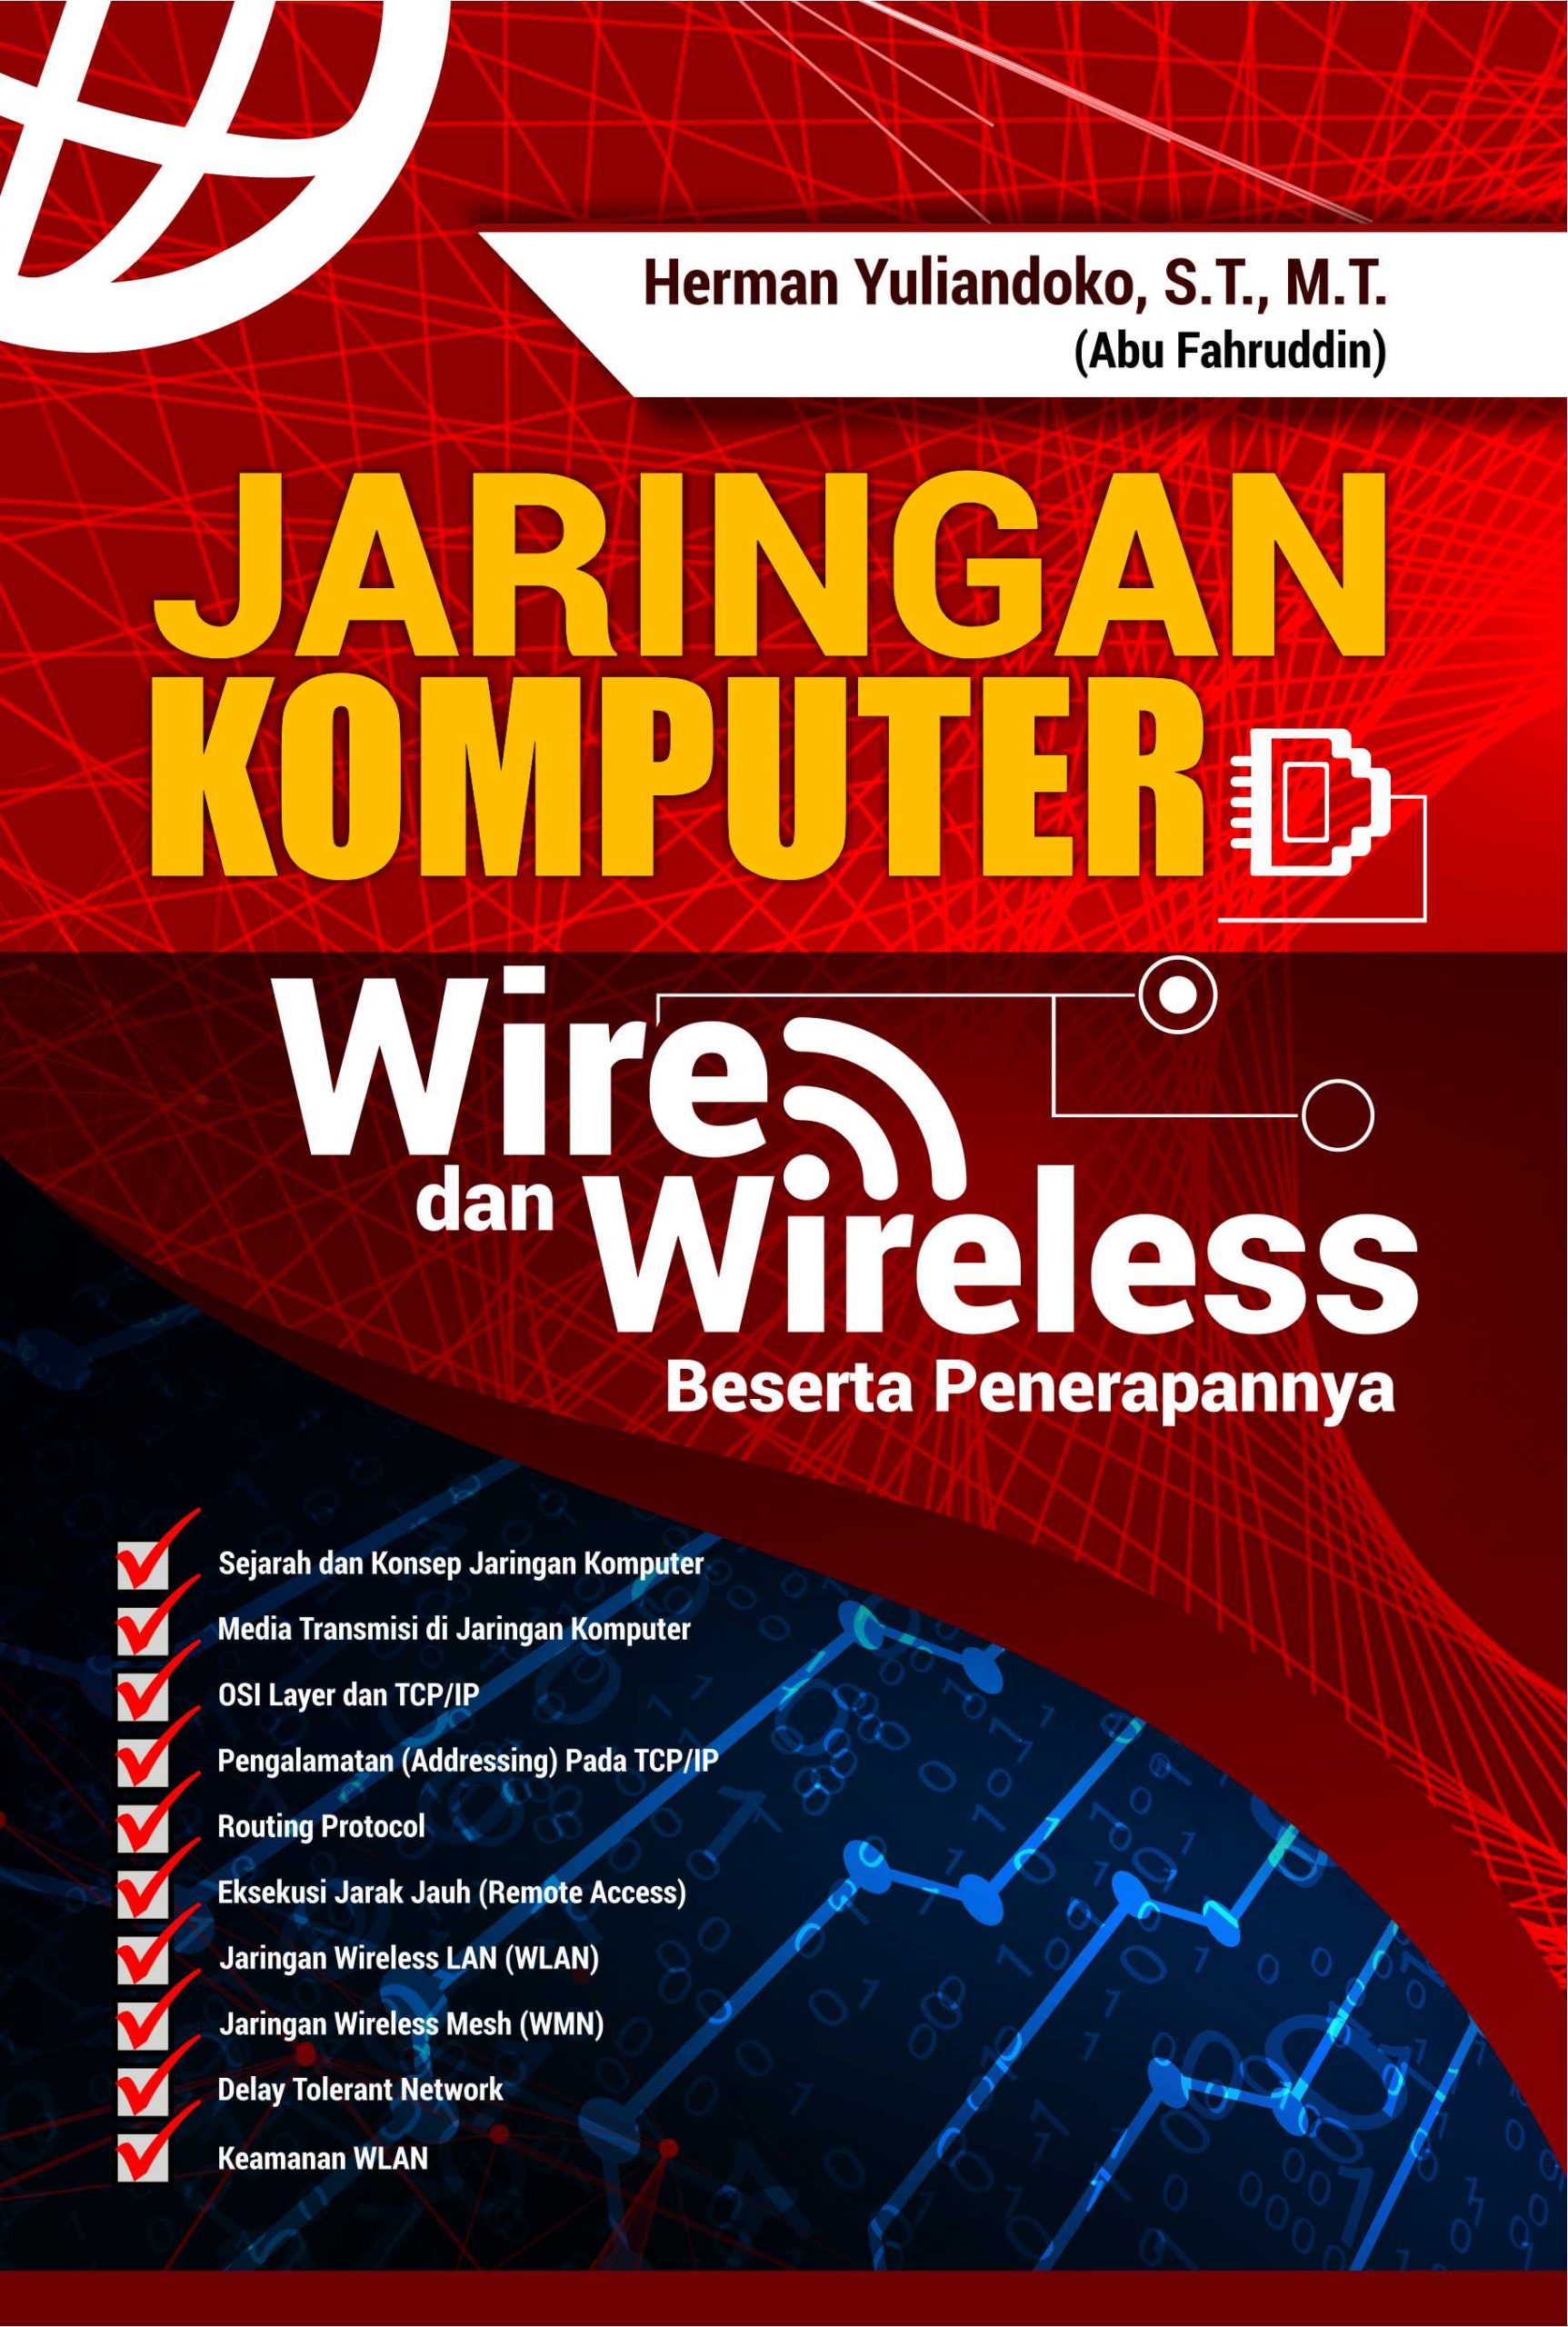 Herman Yuliandoko, S.T., M.T.
(Abu Fahruddin)
JARINGAN
KOMPUTER
Wire
dan Wireless
Beserta Penerapannya
Sejarah dan Konsep Jaringan Komputer
Media Transmisi di Jaringan Komputer
OSI Layer dan TCP/IP
Pengalamatan (Addressing) Pada TCP/IP
Routing Protocol
Eksekusi Jarak Jauh (Remote Access)
Jaringan Wireless LAN (WLAN)
Jaringan Wireless Mesh (WMN)
Delay Tolerant Network
Keamanan WLAN